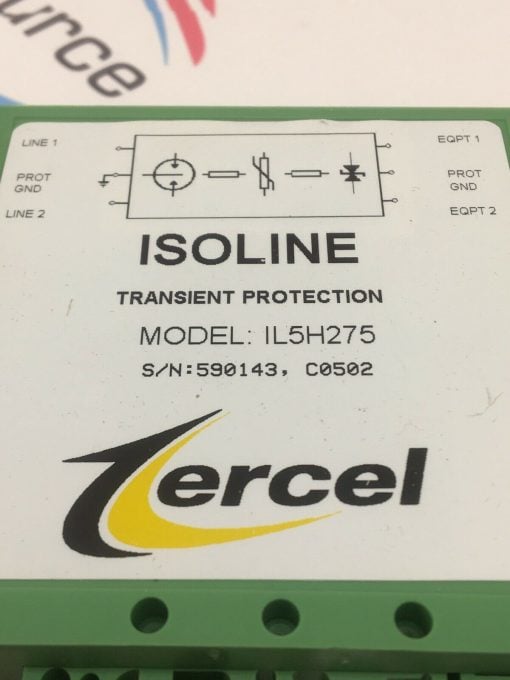 urce
LINE 1
EQPT 1
PROT
GND
PROT
GND
LINE 2
EQPT 2
ISOLINE
TRANSIENT PROTECTION
MODEL: IL5H275
S/N:590143, C0502
Tercel